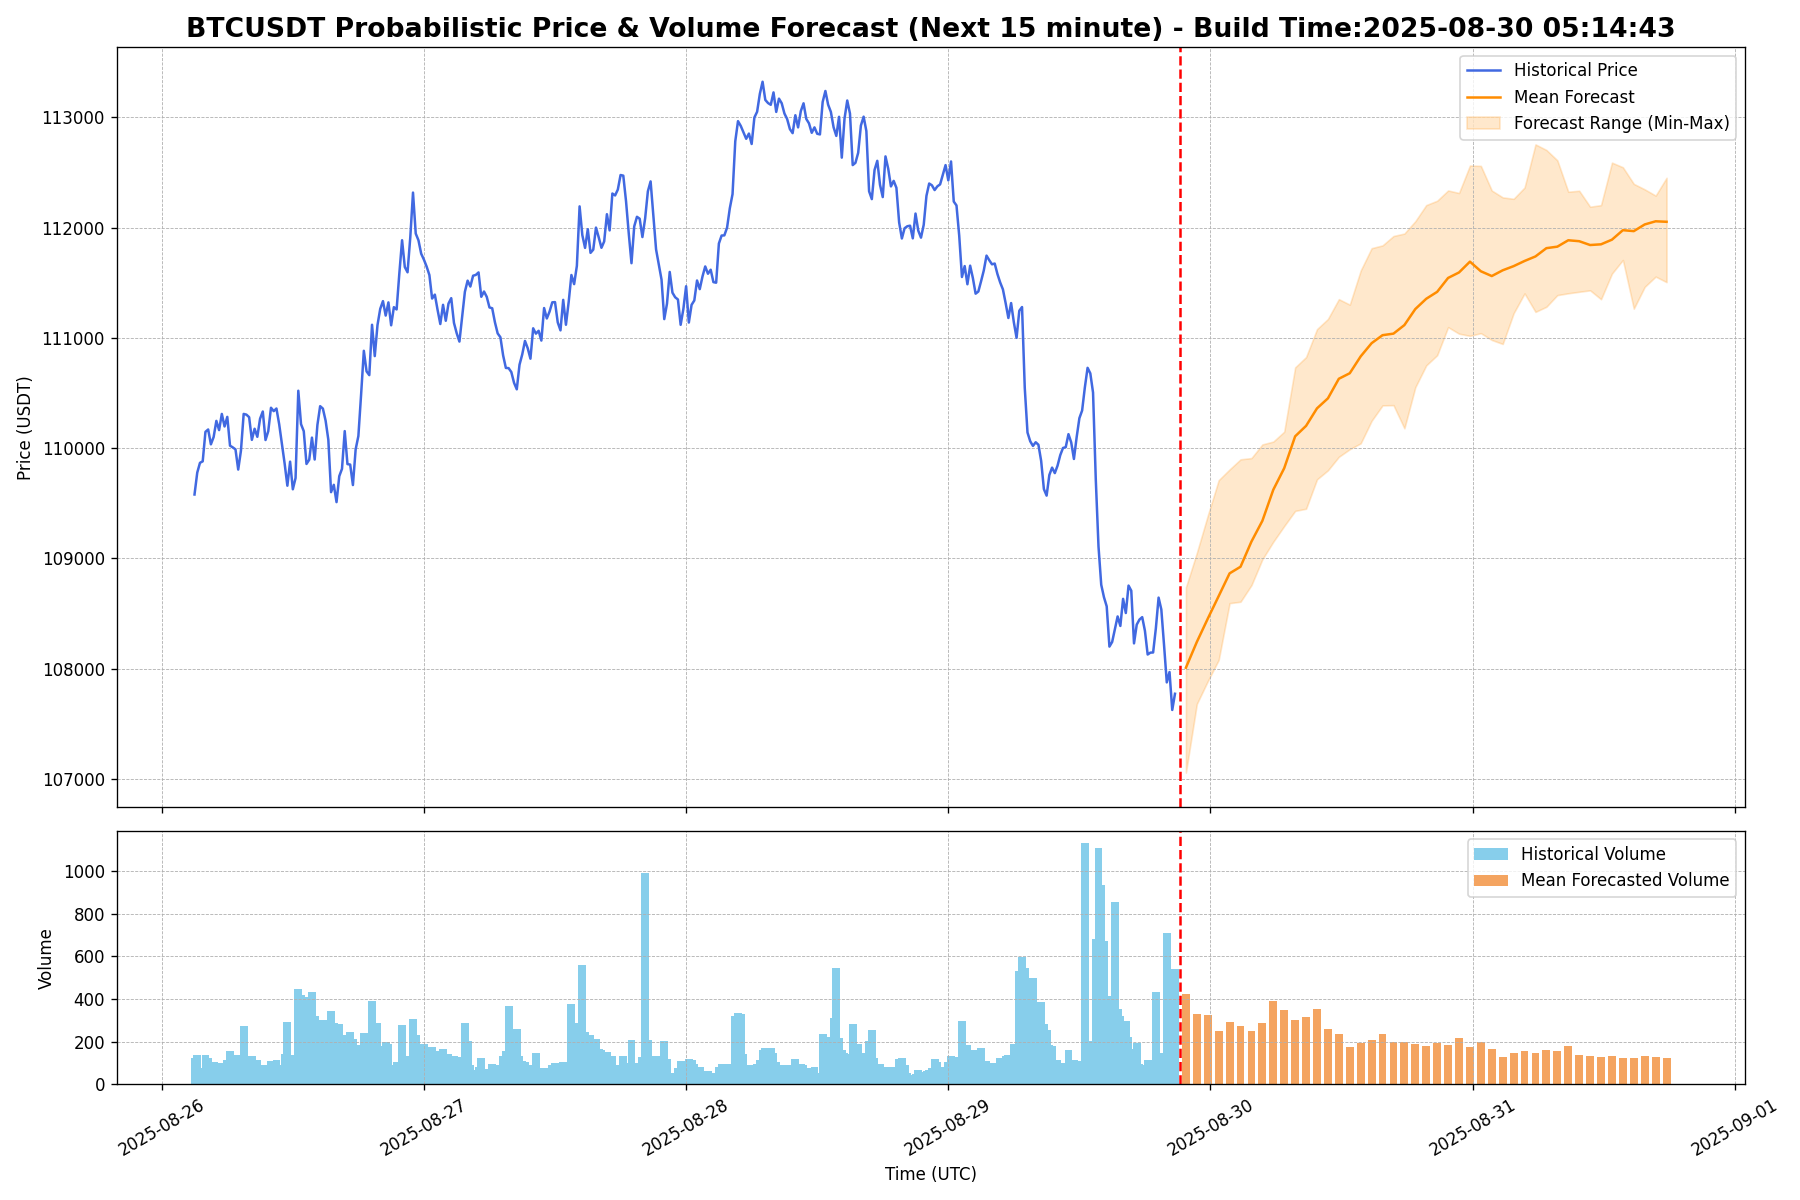 BTCUSDT Probabilistic Price & Volume Forecast (Next 15 minute) - Build Time:2025-08-30 05:14:43
Historical Price
Mean Forecast
Forecast Range (Min-Max)
Price (USDT)
113000
112000
111000
110000
109000
108000
107000
Historical Volume
Mean Forecasted Volume
Volume
1000
800
600
400
200
0
2025-08-26
2025-08-27
2025-08-28
2025-08-29
2025-08-30
2025-08-31
2025-09-01
Time (UTC)